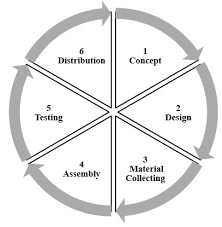 1
Concept
2
Design
3
Material
Collecting
4
Assembly
5
Testing
6
Distribution